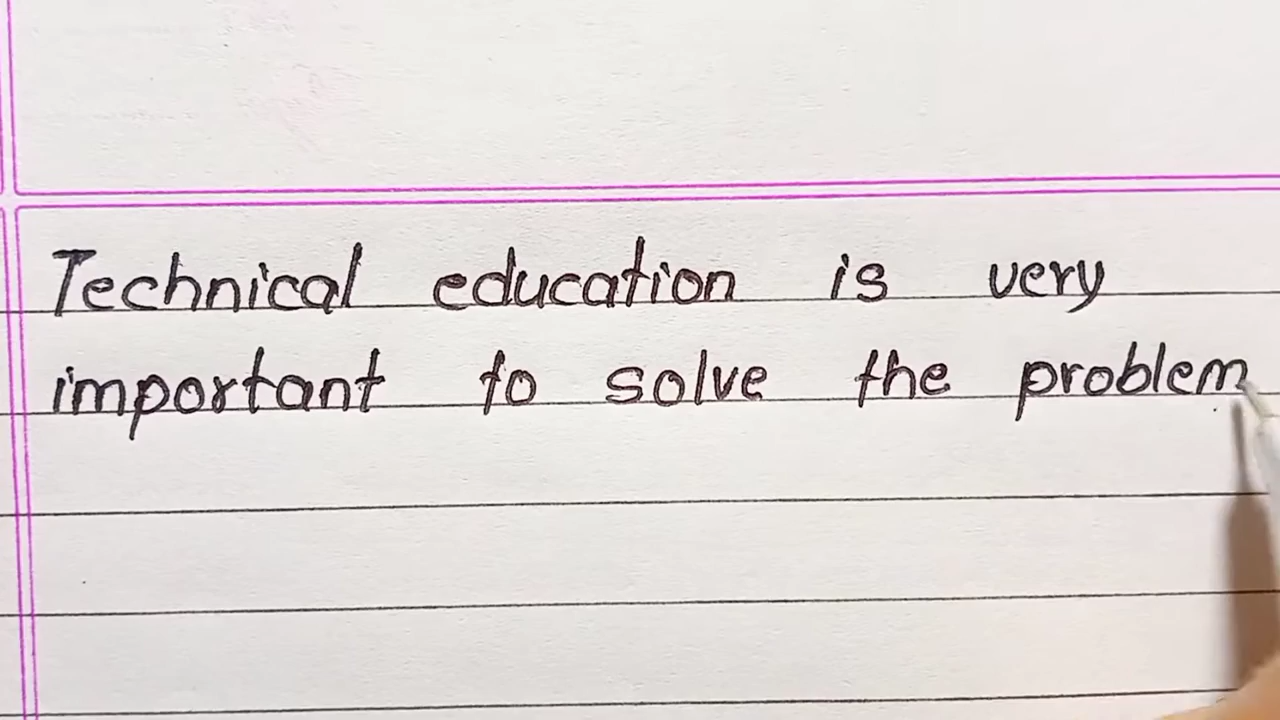 Technical education is very
important to solve the problem